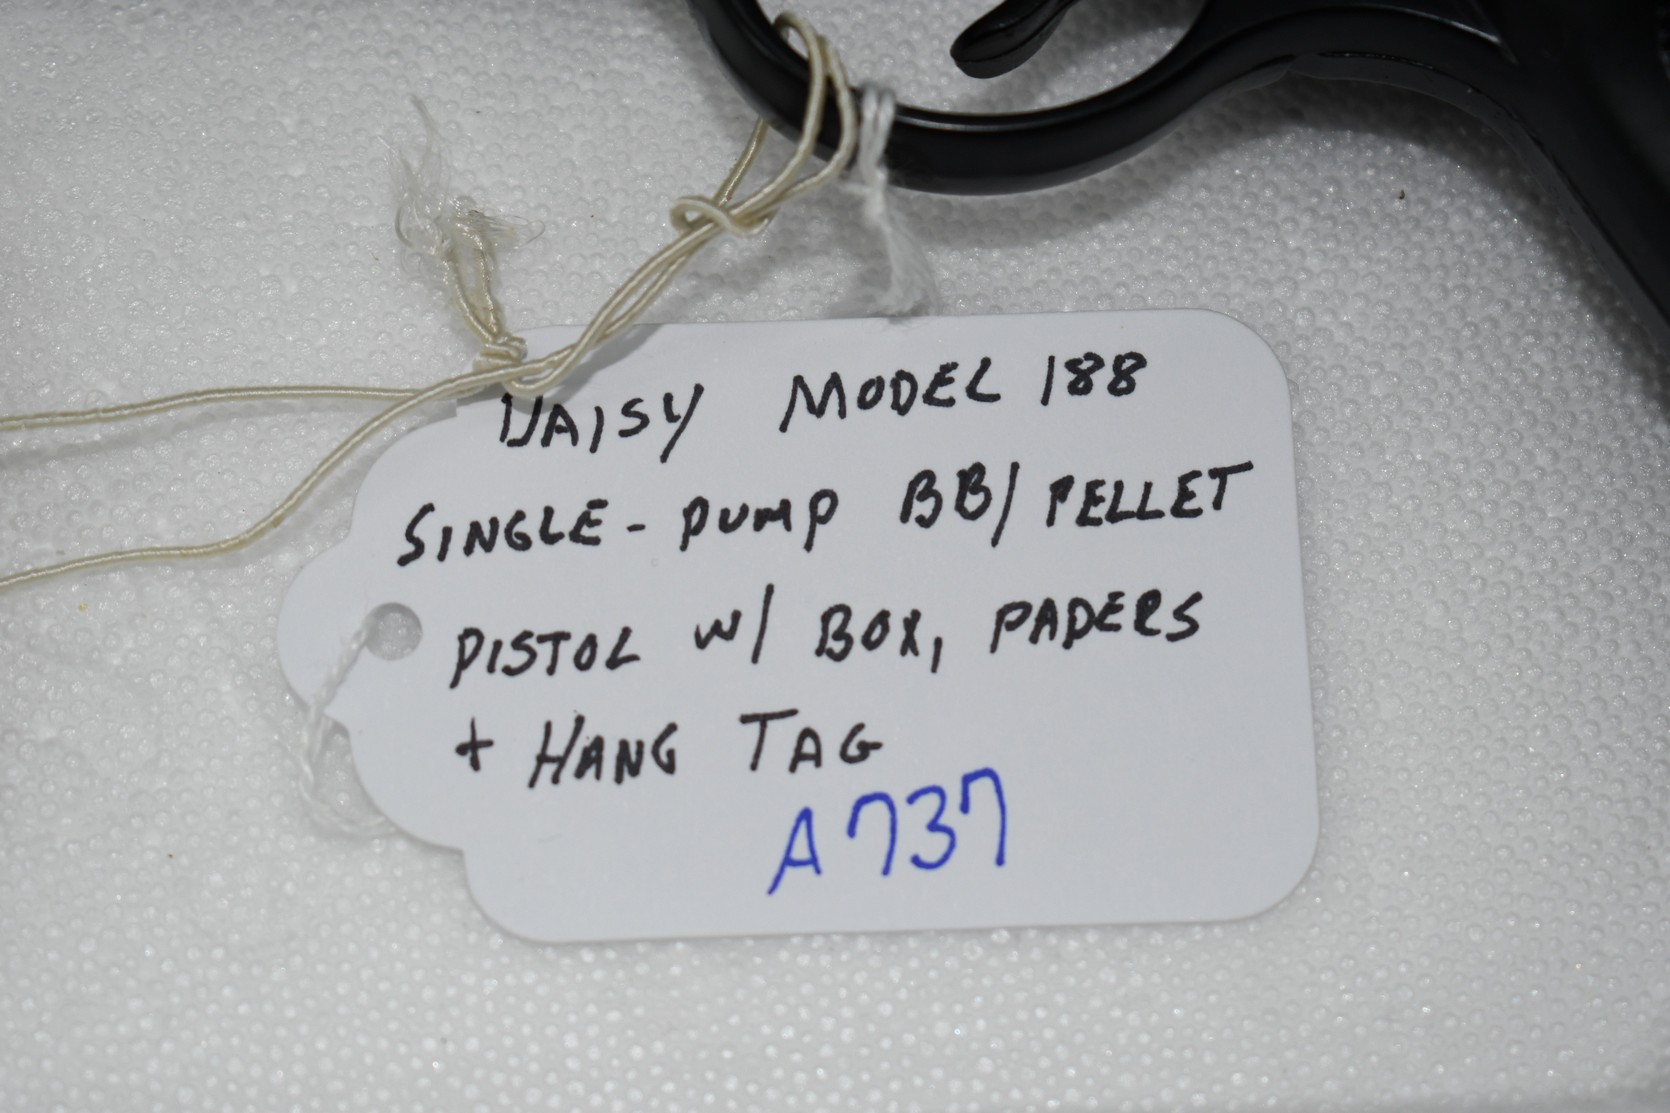 DAISY MODEL 188
SINGLE-PUMP BB/PELLET
PISTOL W/ BOX, PAPERS
+ HANG TAG
A737